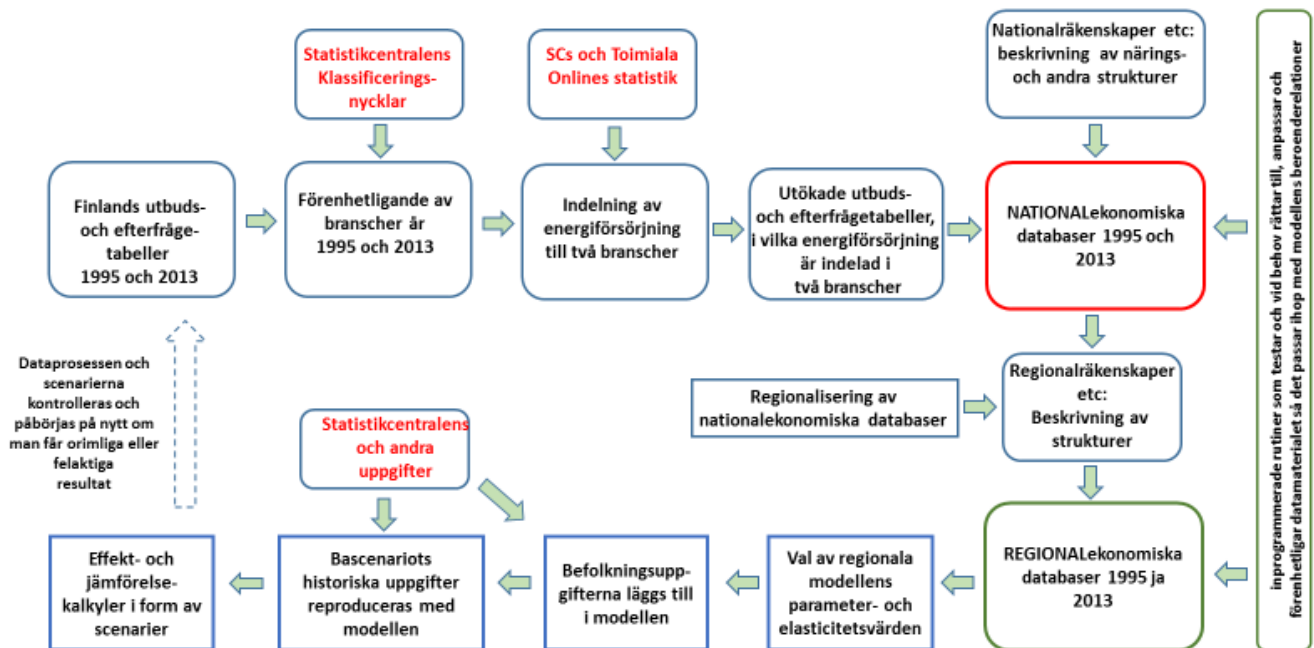 Statistikcentralens
Klassificerings-
nycklar
SCs och Toimiala
Onlines statistik
Nationalräkenskaper etc:
beskrivning av närings-
och andra strukturer
Finlands utbuds-
och efterfråge-
tabeller
1995 och 2013
Förenhetligande av
branscher år
1995 och 2013
Indelning av
energiförsörjning
till två branscher
Utökade utbuds-
och efterfrågetabeller,
i vilka energiförsörjning
är indelad i
två branscher
NATIONALekonomiska
databaser 1995 och
2013
inprogrammerade rutiner som testar och vid behov rättar till, anpassar och
förenhetligar datamaterialet så det passar ihop med modellens beroenderelationer
Dataprosessen och
scenarierna
kontrolleras och
påbörjas på nytt om
man får orimliga eller
felaktiga
resultat
Regionalisering av
nationalekonomiska databaser
Regionalräkenskaper
etc:
Beskrivning av
strukturer
Statistikcentralens
och andra
uppgifter
Effekt- och
jämförelse-
kalkyler i form av
scenarier
Bascenariots
historiska uppgifter
reproduceras med
modellen
Befolkningsupp-
gifterna läggs till
i modellen
Val av regionala
modellens
parameter- och
elasticitetsvärden
REGIONALekonomiska
databaser 1995 ja
2013